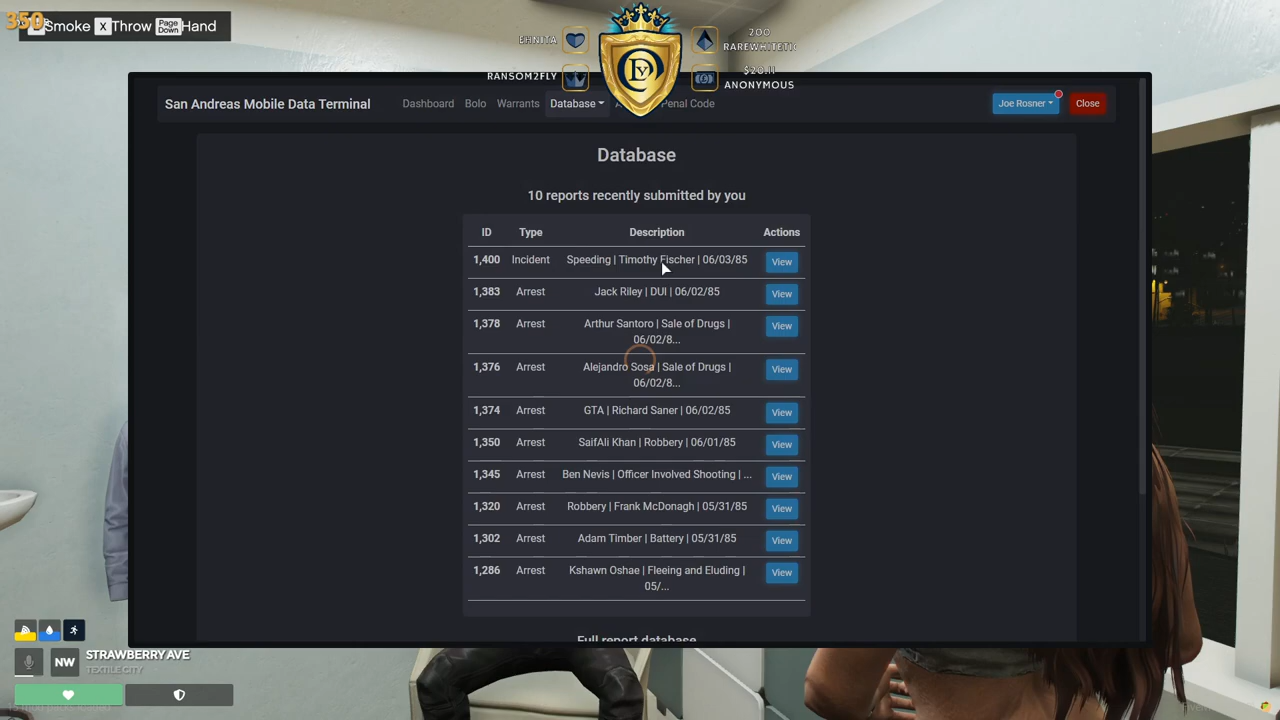 350
Smoke X Throw Page Down Hand
EHNITA
200
RAREWHITETIC
RANSOM2FLY
$20.11
ANONYMOUS
DY
San Andreas Mobile Data Terminal
Dashboard Bolo Warrants Database Penal Code
Joe Rosner Close
Database
10 reports recently submitted by you
ID Type Description Actions
1,400 Incident Speeding | Timothy Fischer | 06/03/85 View
1,383 Arrest Jack Riley | DUI | 06/02/85 View
1,378 Arrest Arthur Santoro | Sale of Drugs | View
06/02/8...
1,376 Arrest Alejandro Sosa | Sale of Drugs | View
06/02/8...
1,374 Arrest GTA | Richard Saner | 06/02/85 View
1,350 Arrest SaifAli Khan | Robbery | 06/01/85 View
1,345 Arrest Ben Nevis | Officer Involved Shooting | ... View
1,320 Arrest Robbery | Frank McDonagh | 05/31/85 View
1,302 Arrest Adam Timber | Battery | 05/31/85 View
1,286 Arrest Kshawn Oshae | Fleeing and Eluding | View
05/...
Full report database
NW STRAWBERRY AVE
TEXTILE CITY